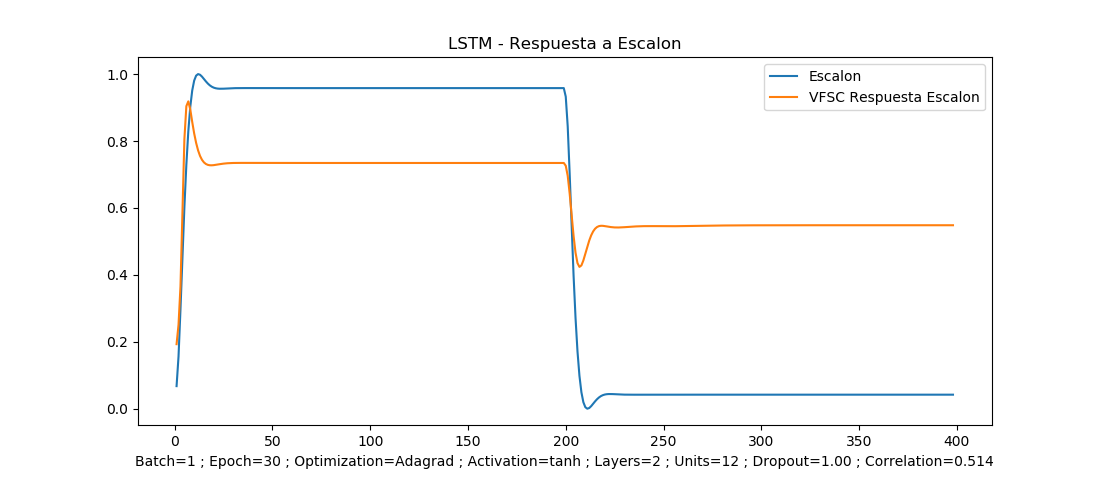 LSTM - Respuesta a Escalon
Escalon
VFSC Respuesta Escalon
1.0
0.8
0.6
0.4
0.2
0.0
0 50 100 150 200 250 300 350 400
Batch=1 ; Epoch=30 ; Optimization=Adagrad ; Activation=tanh ; Layers=2 ; Units=12 ; Dropout=1.00 ; Correlation=0.514